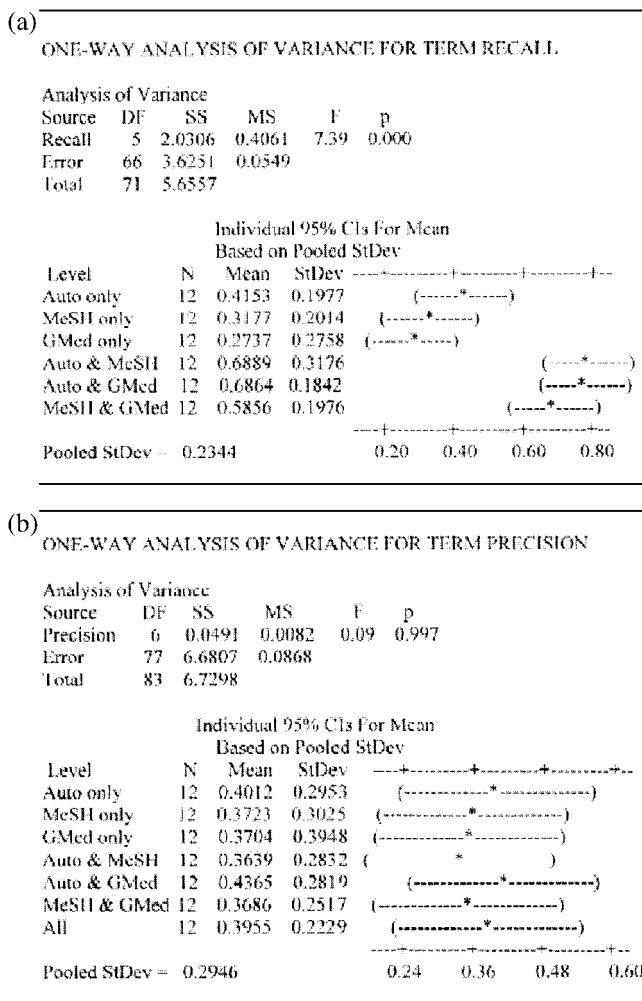 (a)
ONE-WAY ANALYSIS OF VARIANCE FOR TERM RECALL
Analysis of Variance
Source DF SS MS F p
Recall 5 2.0306 0.4061 7.39 0.000
Error 66 3.6251 0.0549
Total 71 5.6557
Individual 95% CIs For Mean
Based on Pooled StDev
Level N Mean StDev ----+---------+---------+---------+--
Auto only 12 0.4153 0.1977 (------*------)
MeSH only 12 0.3177 0.2014 (------*------)
GMed only 12 0.2737 0.2758 (------*-----)
Auto & MeSH 12 0.6889 0.3176 (-----*------)
Auto & GMed 12 0.6864 0.1842 (-----*------)
MeSH & GMed 12 0.5856 0.1976 (-----*------)
----+---------+---------+---------+--
Pooled StDev = 0.2344 0.20 0.40 0.60 0.80
(b)
ONE-WAY ANALYSIS OF VARIANCE FOR TERM PRECISION
Analysis of Variance
Source DF SS MS F p
Precision 6 0.0491 0.0082 0.09 0.997
Error 77 6.6807 0.0868
Total 83 6.7298
Individual 95% CIs For Mean
Based on Pooled StDev
Level N Mean StDev ----+---------+---------+---------+--
Auto only 12 0.4012 0.2953 (------------*-------------)
MeSH only 12 0.3723 0.3025 (------------*------------)
GMed only 12 0.3704 0.3948 (------------*------------)
Auto & MeSH 12 0.3639 0.2832 ( * )
Auto & GMed 12 0.4365 0.2819 (------------*------------)
MeSH & GMed 12 0.3686 0.2517 (------------*------------)
All 12 0.3955 0.2229 (------------*------------)
----+---------+---------+---------+--
Pooled StDev = 0.2946 0.24 0.36 0.48 0.60